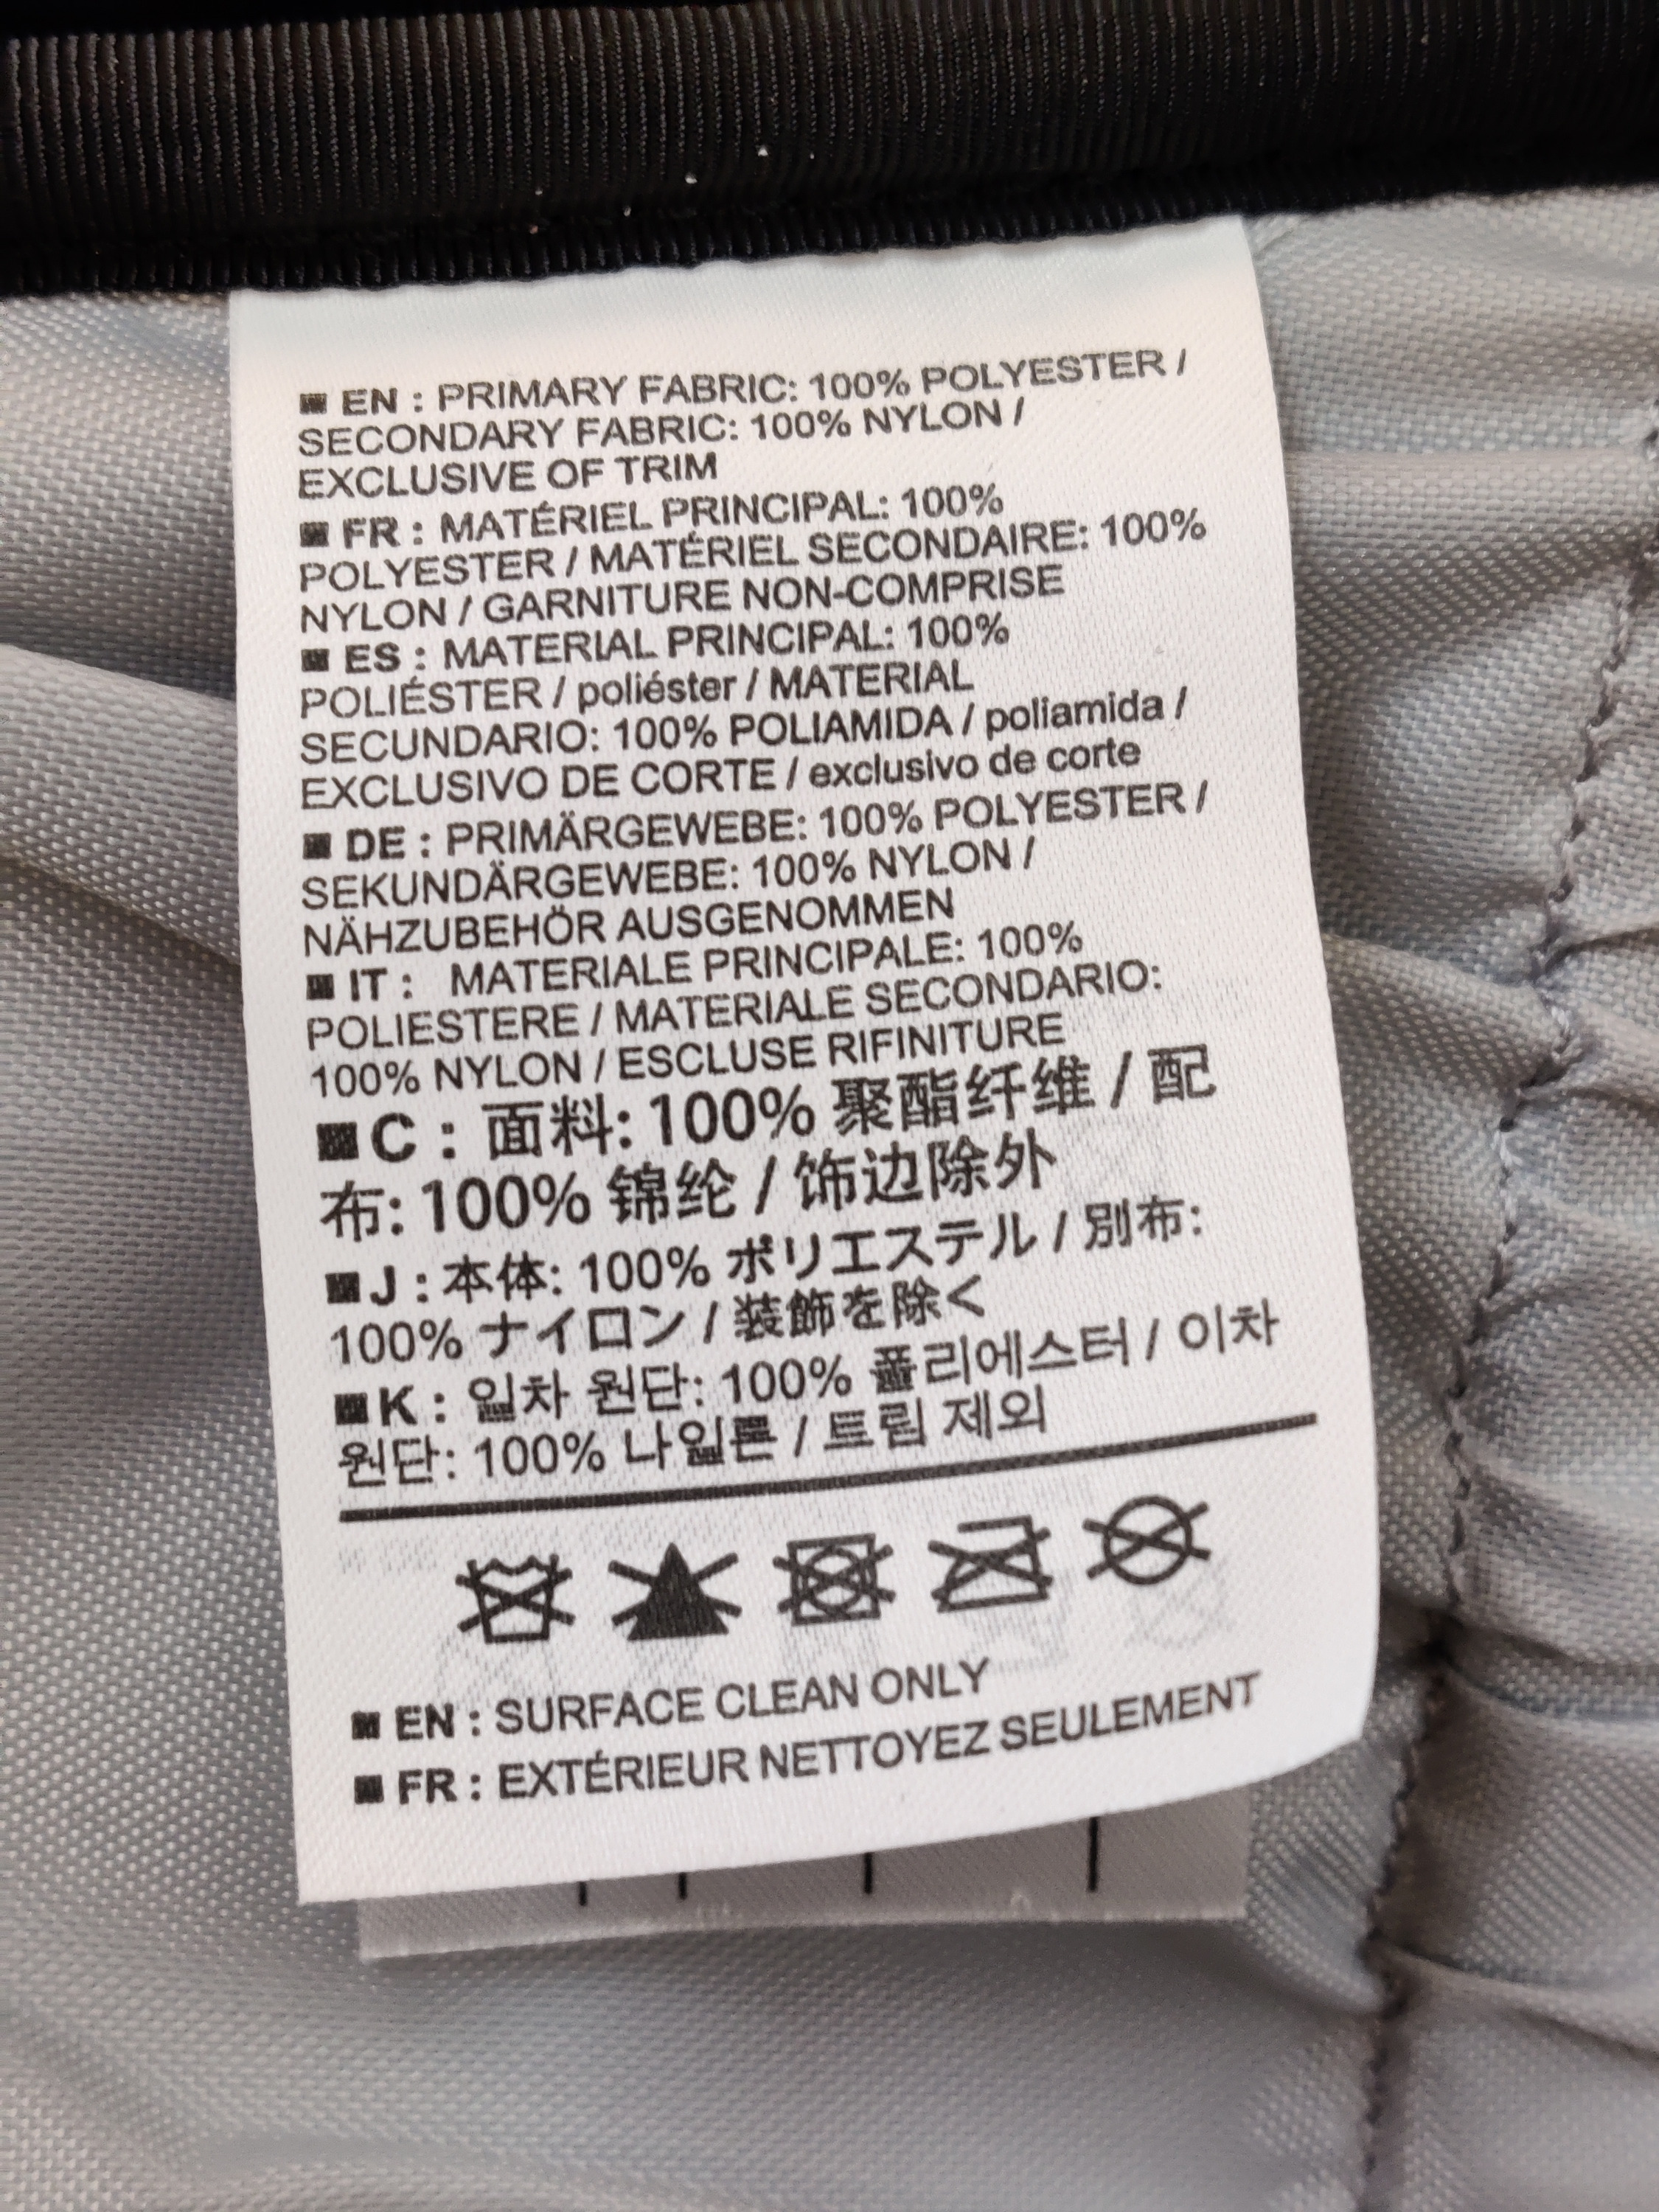 ■ EN : PRIMARY FABRIC: 100% POLYESTER /
SECONDARY FABRIC: 100% NYLON /
EXCLUSIVE OF TRIM
■ FR : MATÉRIEL PRINCIPAL: 100%
POLYESTER / MATÉRIEL SECONDAIRE: 100%
NYLON / GARNITURE NON-COMPRISE
■ ES : MATERIAL PRINCIPAL: 100%
POLIÉSTER / poliéster / MATERIAL
SECUNDARIO: 100% POLIAMIDA / poliamida /
EXCLUSIVO DE CORTE / exclusivo de corte
■ DE : PRIMÄRGEWEBE: 100% POLYESTER /
SEKUNDÄRGEWEBE: 100% NYLON /
NÄHZUBEHÖR AUSGENOMMEN
■ IT : MATERIALE PRINCIPALE: 100%
POLIESTERE / MATERIALE SECONDARIO:
100% NYLON / ESCLUSE RIFINITURE
■C : 面料: 100% 聚酯纤维 / 配
布: 100% 锦纶 / 饰边除外
■J : 本体: 100% ポリエステル / 別布:
100% ナイロン / 装飾を除く
■K : 일차 원단: 100% 폴리에스터 / 이차
원단: 100% 나일론 / 트림 제외
■ EN : SURFACE CLEAN ONLY
■ FR : EXTÉRIEUR NETTOYEZ SEULEMENT